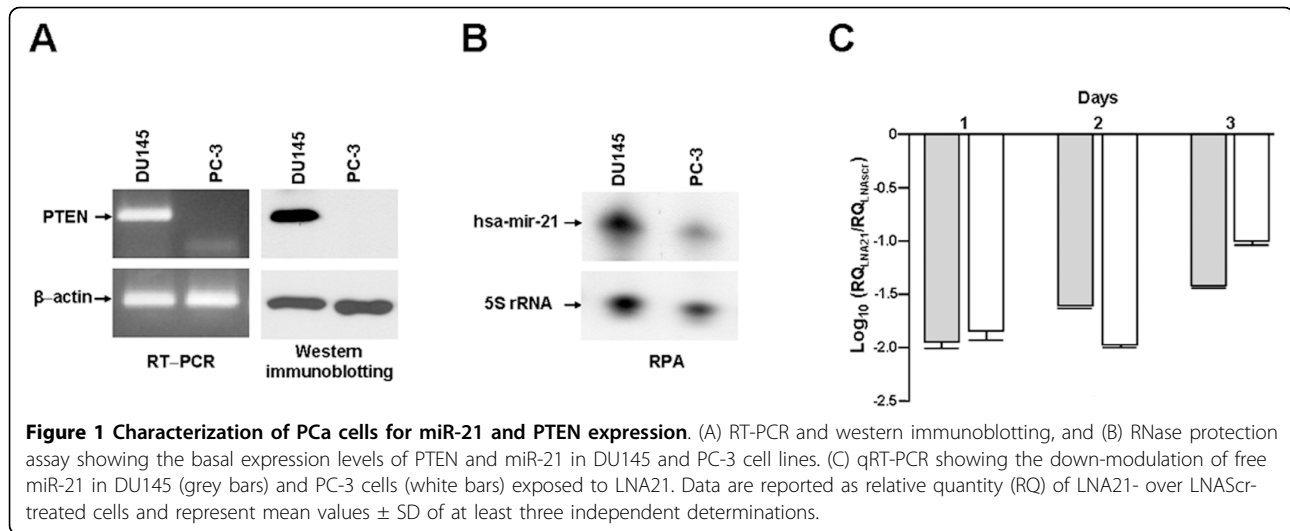 A
DU145
PC-3
PTEN
β–actin
RT–PCR
Western
immunoblotting
B
DU145
PC-3
hsa-mir-21
5S rRNA
RPA
C
Days
1 2 3
0
-0.5
-1.0
-1.5
-2.0
-2.5
Log10 (RQLNA21/RQLNAscr)
Figure 1 Characterization of PCa cells for miR-21 and PTEN expression. (A) RT-PCR and western immunoblotting, and (B) RNase protection
assay showing the basal expression levels of PTEN and miR-21 in DU145 and PC-3 cell lines. (C) qRT-PCR showing the down-modulation of free
miR-21 in DU145 (grey bars) and PC-3 cells (white bars) exposed to LNA21. Data are reported as relative quantity (RQ) of LNA21- over LNAScr-
treated cells and represent mean values ± SD of at least three independent determinations.